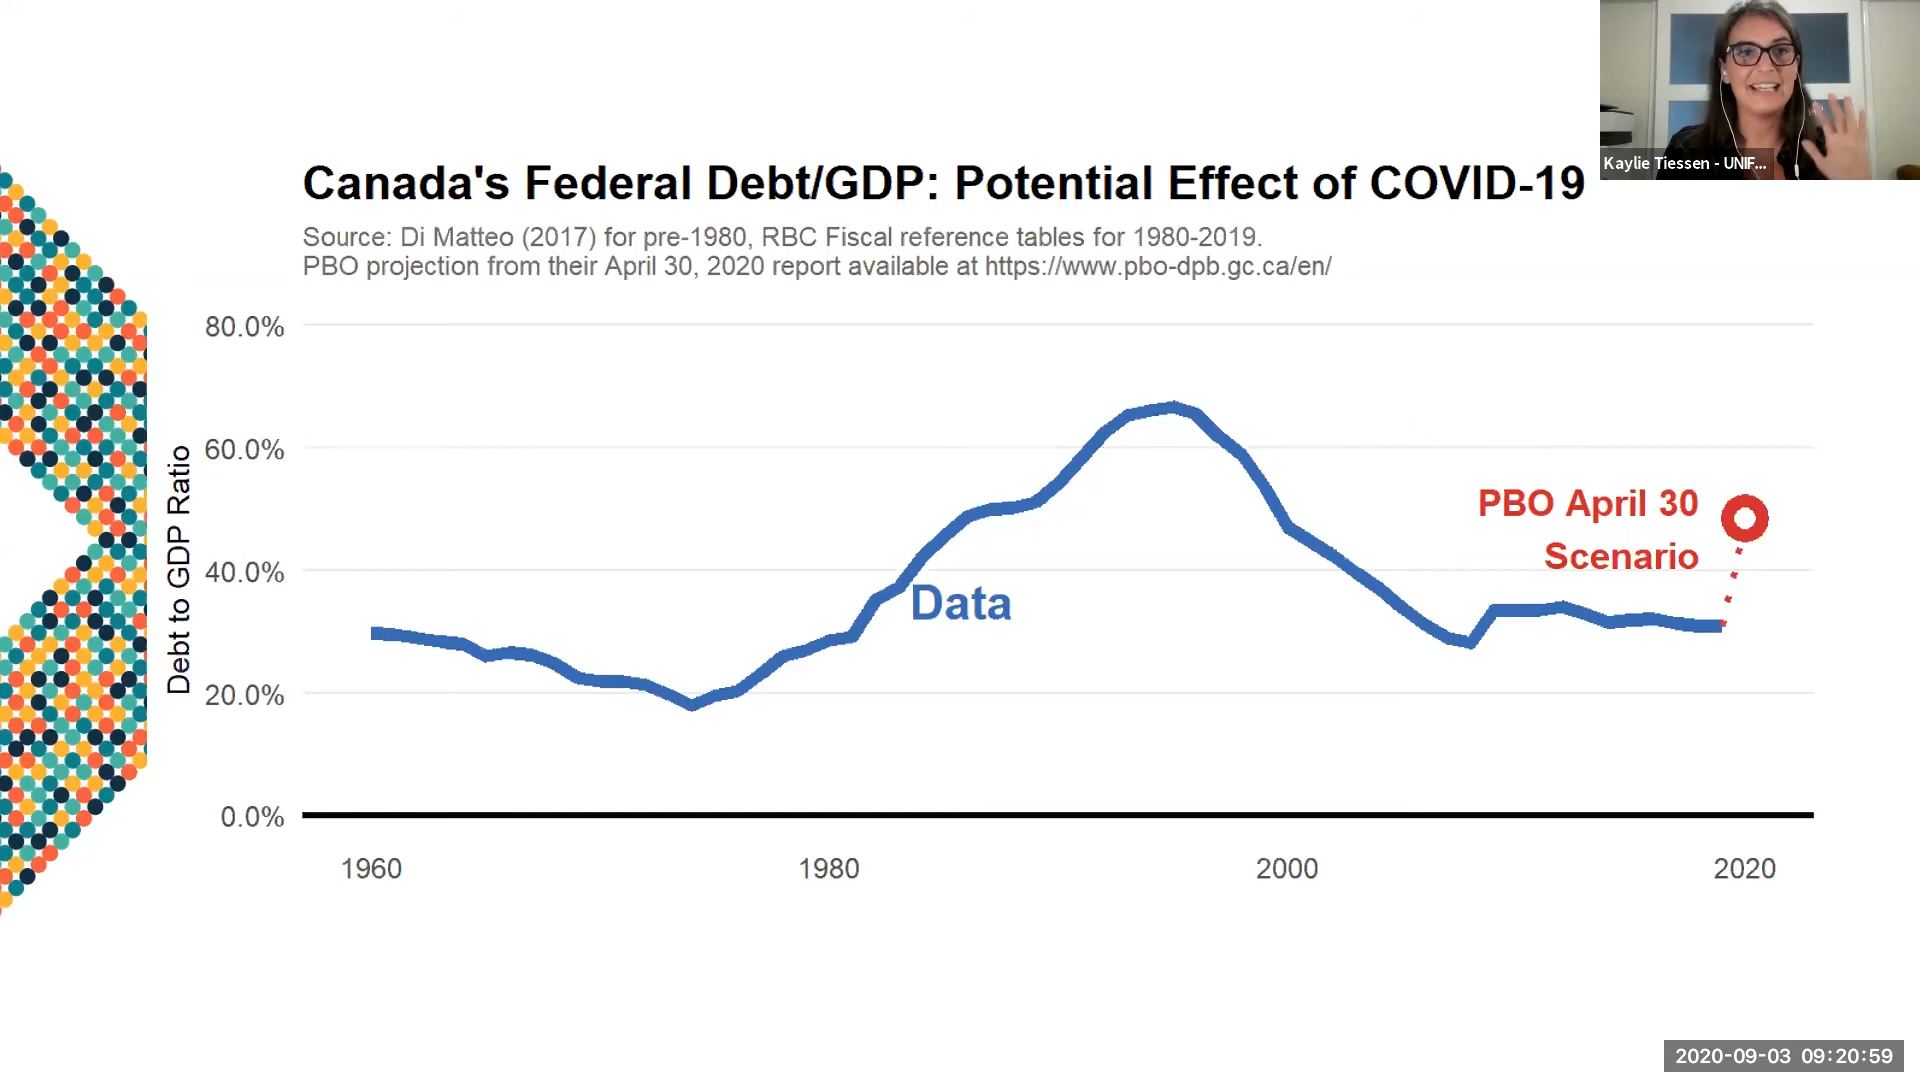 Kaylie Tiessen - UNIF...
Canada's Federal Debt/GDP: Potential Effect of COVID-19
Source: Di Matteo (2017) for pre-1980, RBC Fiscal reference tables for 1980-2019.
PBO projection from their April 30, 2020 report available at https://www.pbo-dpb.gc.ca/en/
Debt to GDP Ratio
80.0%
60.0%
40.0%
20.0%
0.0%
Data
PBO April 30
Scenario
1960
1980
2000
2020
2020-09-03 09:20:59